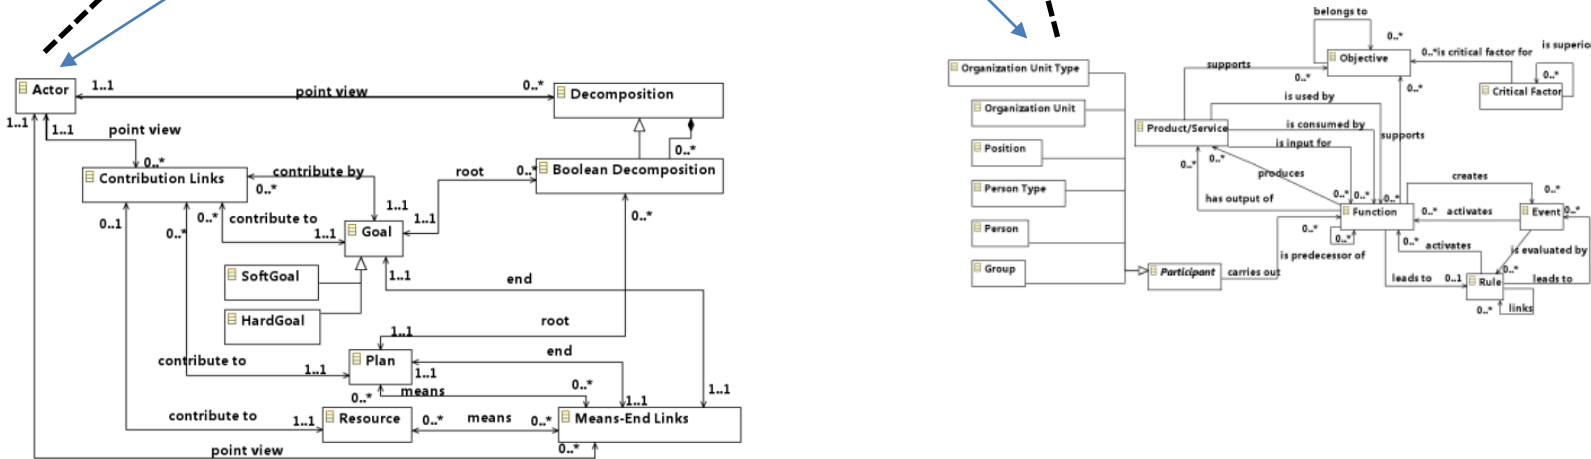 Actor
1..1
point view
0..*
Decomposition
1..1
1..1
point view
0..*
0..*
Contribution Links
contribute by
0..*
root
0..*
Boolean Decomposition
0..1
0..*
contribute to
1..1
1..1
0..*
0..*
1..1
Goal
SoftGoal
1..1
end
HardGoal
root
1..1
contribute to
1..1
Plan
1..1
end
0..*
means
0..*
1..1
1..1
contribute to
1..1
Resource
0..*
means
0..*
Means-End Links
point view
0..*
belongs to
0..*
Objective
0..*
is critical factor for
is superio
0..*
Critical Factor
supports
0..*
0..*
Organization Unit Type
Organization Unit
Position
Person Type
Person
Group
Participant
carries out
Product/Service
is used by
is consumed by
supports
is input for
0..*
0..*
produces
has output of
0..*
0..*
0..*
creates
0..*
Function
0..*
activates
Event
0..*
0..*
0..*
is predecessor of
0..*
activates
is evaluated by
leads to
0..1
Rule
0..*
leads to
0..*
links